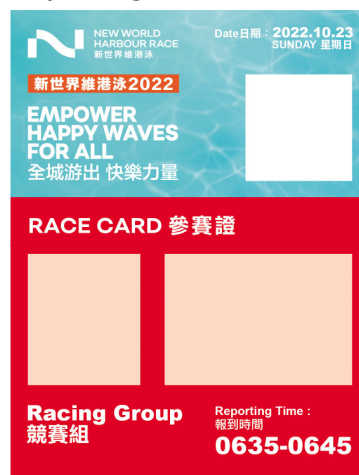 NEW WORLD
HARBOUR RACE
新世界維港泳
Date日期：2022.10.23
SUNDAY 星期日
新世界維港泳2022
EMPOWER
HAPPY WAVES
FOR ALL
全城游出 快樂力量
RACE CARD 參賽證
Racing Group
競賽組
Reporting Time :
報到時間
0635-0645